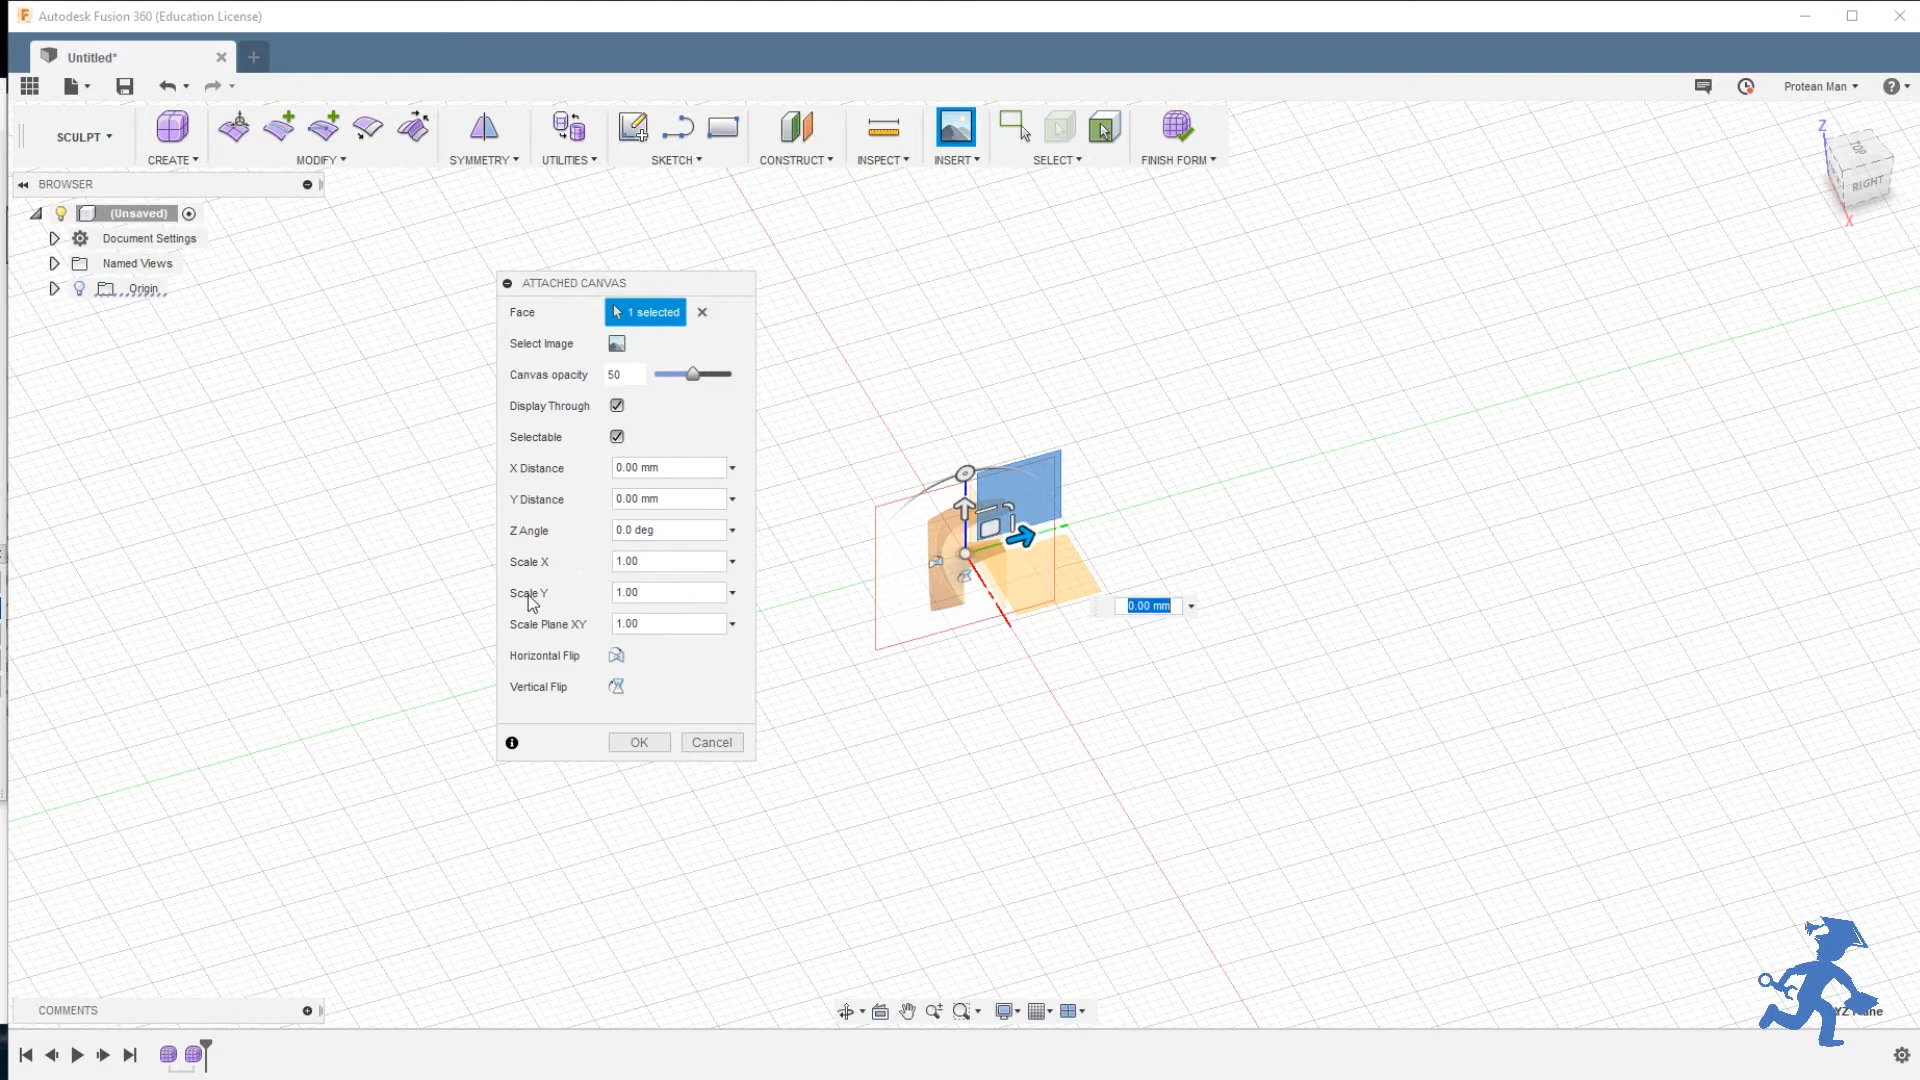 Autodesk Fusion 360 (Education License)
Untitled*
Protean Man
SCULPT
CREATE
MODIFY
SYMMETRY
UTILITIES
SKETCH
CONSTRUCT
INSPECT
INSERT
SELECT
FINISH FORM
BROWSER
(Unsaved)
Document Settings
Named Views
Origin
Z
TOP
RIGHT
X
ATTACHED CANVAS
Face 1 selected
Select Image
Canvas opacity 50
Display Through
Selectable
X Distance 0.00 mm
Y Distance 0.00 mm
Z Angle 0.0 deg
Scale X 1.00
Scale Y 1.00
Scale Plane XY 1.00
Horizontal Flip
Vertical Flip
OK Cancel
0.00 mm
COMMENTS